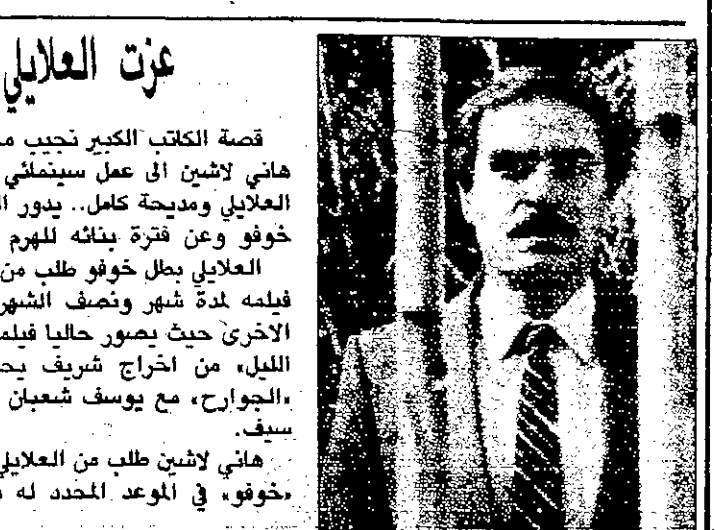 عزت العلايلي
قصة الكاتب الكبير نجيب
هاني لاشين الى عمل سينمائي
العلايلي ومديحة كامل.. يدور
خوفو وعن فترة بنائه للهرم
العلايلي بطل خوفو طلب من
فيلمه لمدة شهر ونصف الشهر
الاخرى حيث يصور حاليا فيلم
الليل» من اخراج شريف
«الجوارح» مع يوسف شعبان
سيف.
هاني لاشين طلب من العلايلي
«خوفو» في الموعد المحدد له